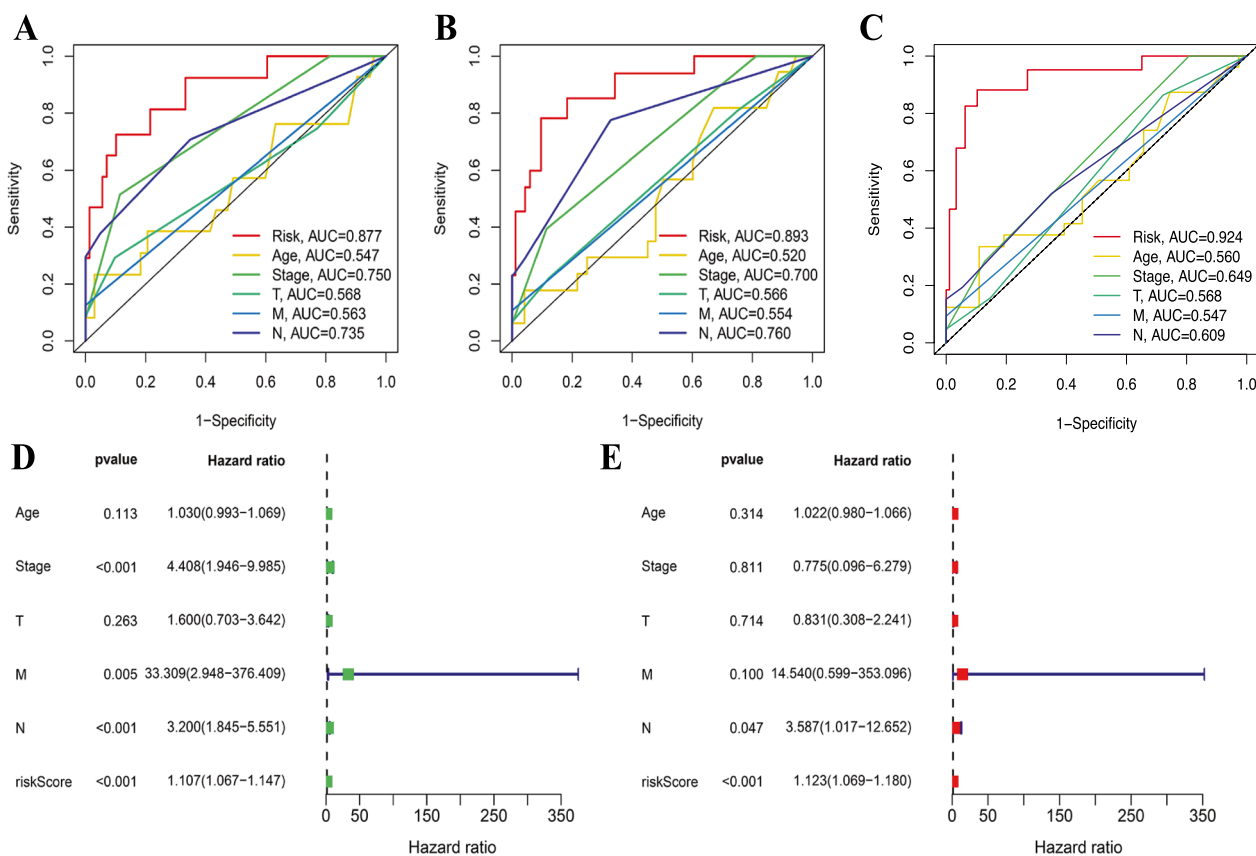 A
B
C
Sensitivity
1.0
0.8
0.6
0.4
0.2
0.0
Risk, AUC=0.877
Age, AUC=0.547
Stage, AUC=0.750
T, AUC=0.568
M, AUC=0.563
N, AUC=0.735
0.0 0.2 0.4 0.6 0.8 1.0
1−Specificity
Sensitivity
1.0
0.8
0.6
0.4
0.2
0.0
Risk, AUC=0.893
Age, AUC=0.520
Stage, AUC=0.700
T, AUC=0.566
M, AUC=0.554
N, AUC=0.760
0.0 0.2 0.4 0.6 0.8 1.0
1−Specificity
Sensitivity
1.0
0.8
0.6
0.4
0.2
0.0
Risk, AUC=0.924
Age, AUC=0.560
Stage, AUC=0.649
T, AUC=0.568
M, AUC=0.547
N, AUC=0.609
0.0 0.2 0.4 0.6 0.8 1.0
1−Specificity
D
pvalue Hazard ratio
Age 0.113 1.030(0.993−1.069)
Stage <0.001 4.408(1.946−9.985)
T 0.263 1.600(0.703−3.642)
M 0.005 33.309(2.948−376.409)
N <0.001 3.200(1.845−5.551)
riskScore <0.001 1.107(1.067−1.147)
0 50 150 250 350
Hazard ratio
E
pvalue Hazard ratio
Age 0.314 1.022(0.980−1.066)
Stage 0.811 0.775(0.096−6.279)
T 0.714 0.831(0.308−2.241)
M 0.100 14.540(0.599−353.096)
N 0.047 3.587(1.017−12.652)
riskScore <0.001 1.123(1.069−1.180)
0 50 150 250 350
Hazard ratio